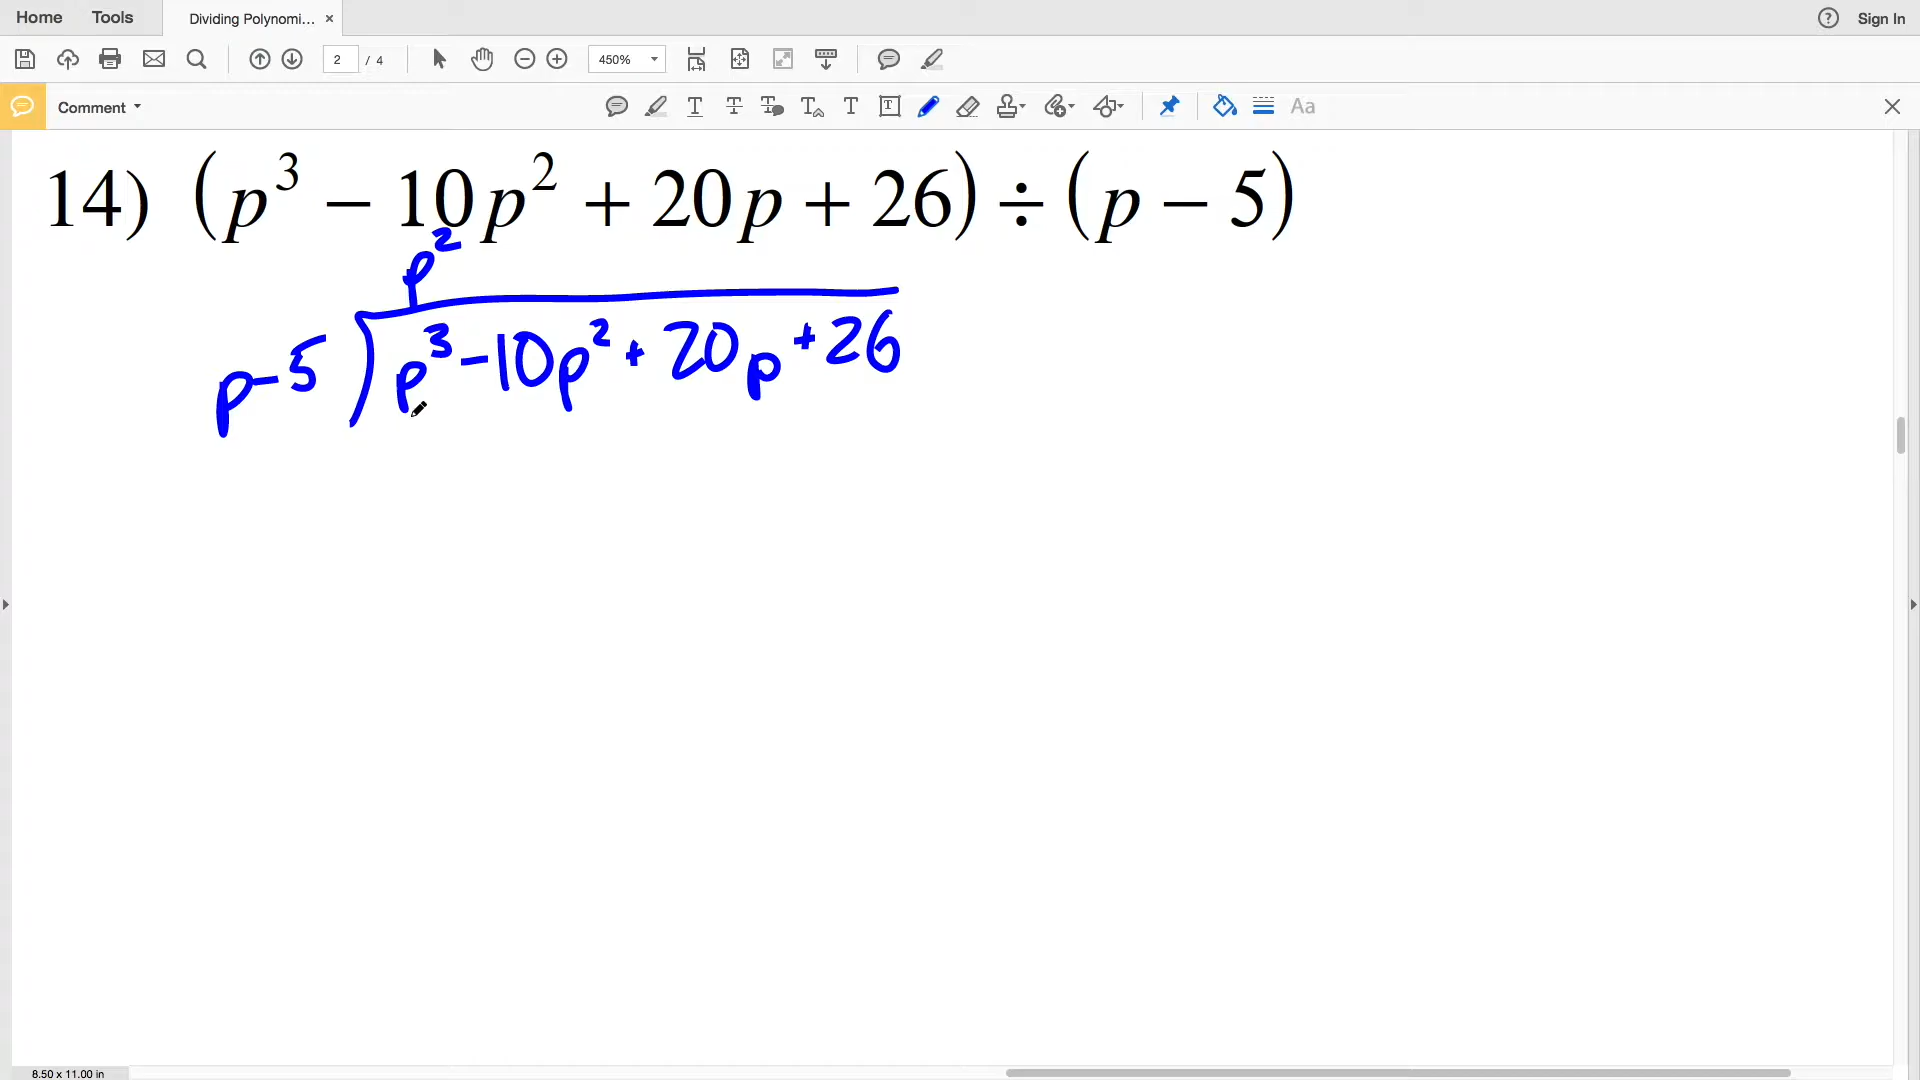 Home Tools Dividing Polynomi... × ? Sign In
2 / 4 450%
Comment T T T T T T Aa
14) (p³ − 10p² + 20p + 26) ÷ (p − 5)
p²
p-5 p³-10p²+20p+26
8.50 x 11.00 in